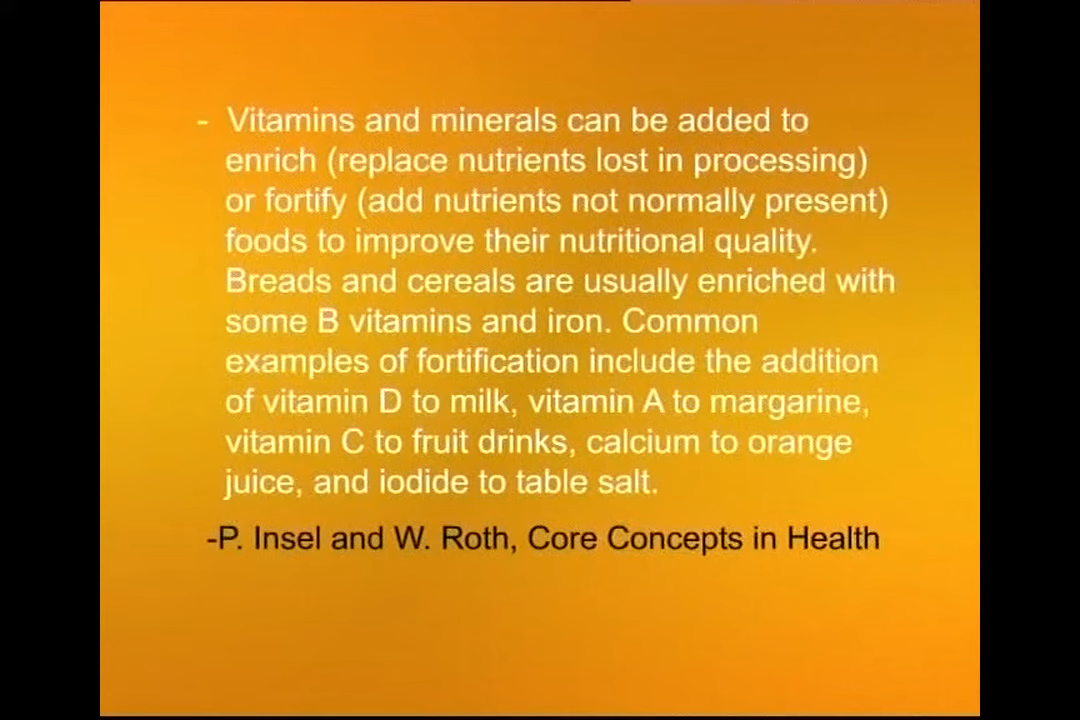 - Vitamins and minerals can be added to
enrich (replace nutrients lost in processing)
or fortify (add nutrients not normally present)
foods to improve their nutritional quality.
Breads and cereals are usually enriched with
some B vitamins and iron. Common
examples of fortification include the addition
of vitamin D to milk, vitamin A to margarine,
vitamin C to fruit drinks, calcium to orange
juice, and iodide to table salt.
-P. Insel and W. Roth, Core Concepts in Health